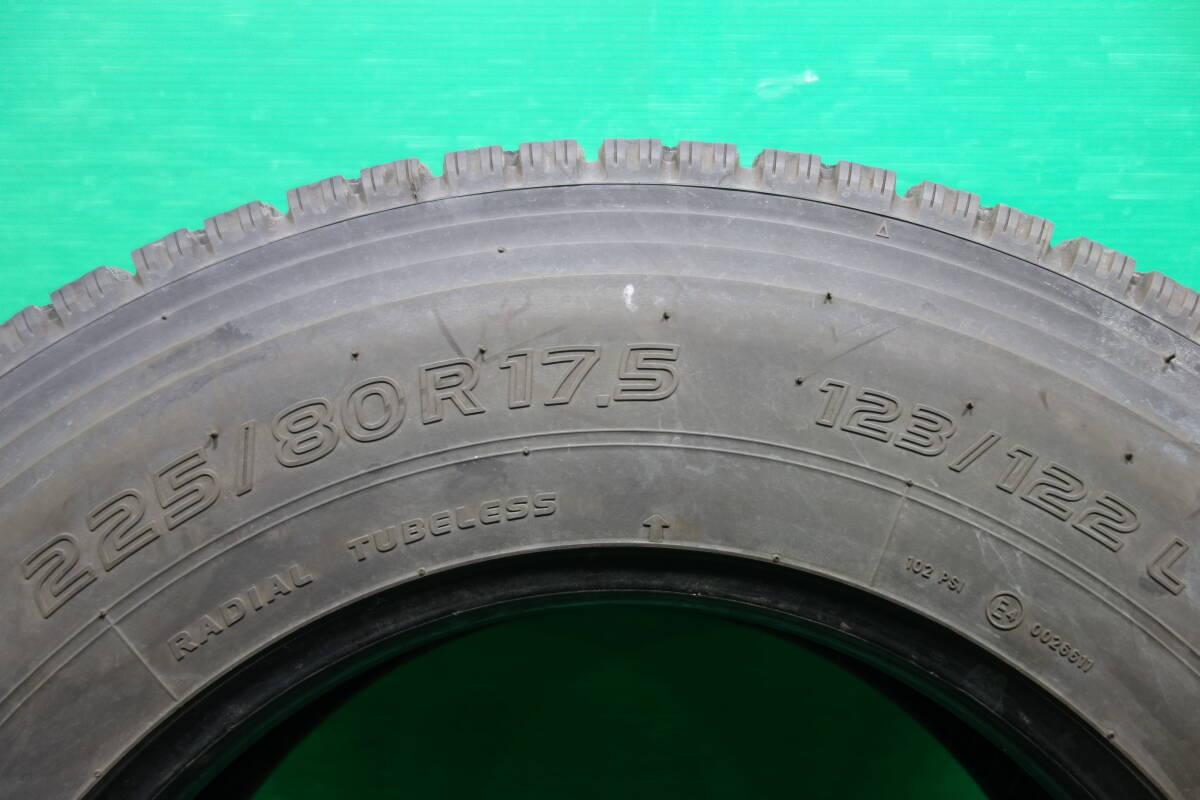 225/80R17.5 123/122 L
RADIAL TUBELESS
102 PSI E4 0026611